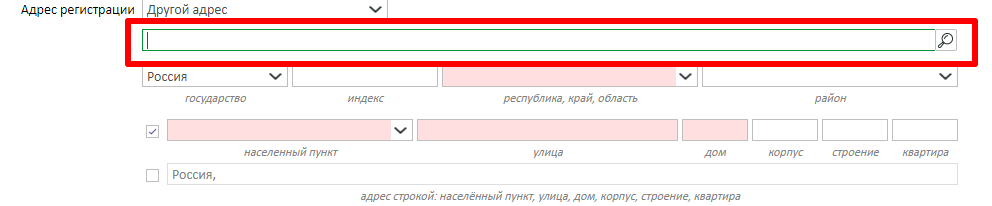 Адрес регистрации Другой адрес
Россия
государство индекс республика, край, область район
населенный пункт улица дом корпус строение квартира
Россия,
адрес строкой: населённый пункт, улица, дом, корпус, строение, квартира